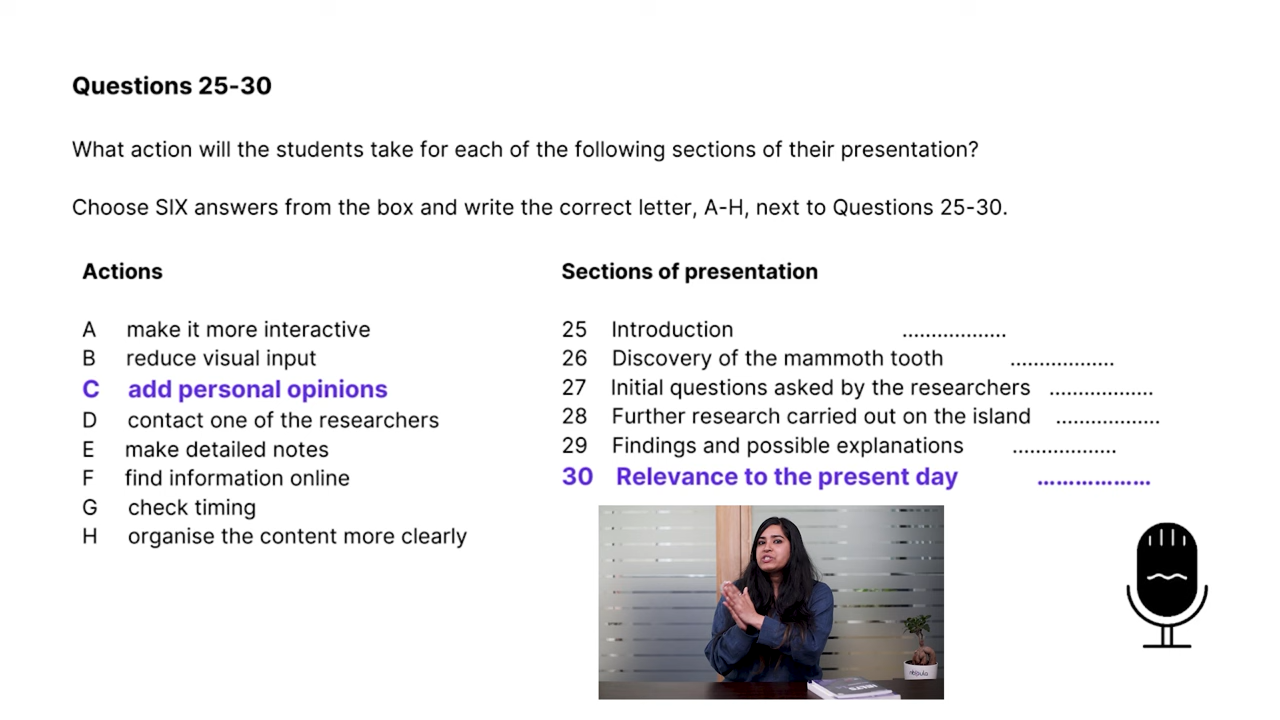 Questions 25-30
What action will the students take for each of the following sections of their presentation?
Choose SIX answers from the box and write the correct letter, A-H, next to Questions 25-30.
Actions
A make it more interactive
B reduce visual input
C add personal opinions
D contact one of the researchers
E make detailed notes
F find information online
G check timing
H organise the content more clearly
Sections of presentation
25 Introduction ..................
26 Discovery of the mammoth tooth ..................
27 Initial questions asked by the researchers ..................
28 Further research carried out on the island ..................
29 Findings and possible explanations ..................
30 Relevance to the present day ..................